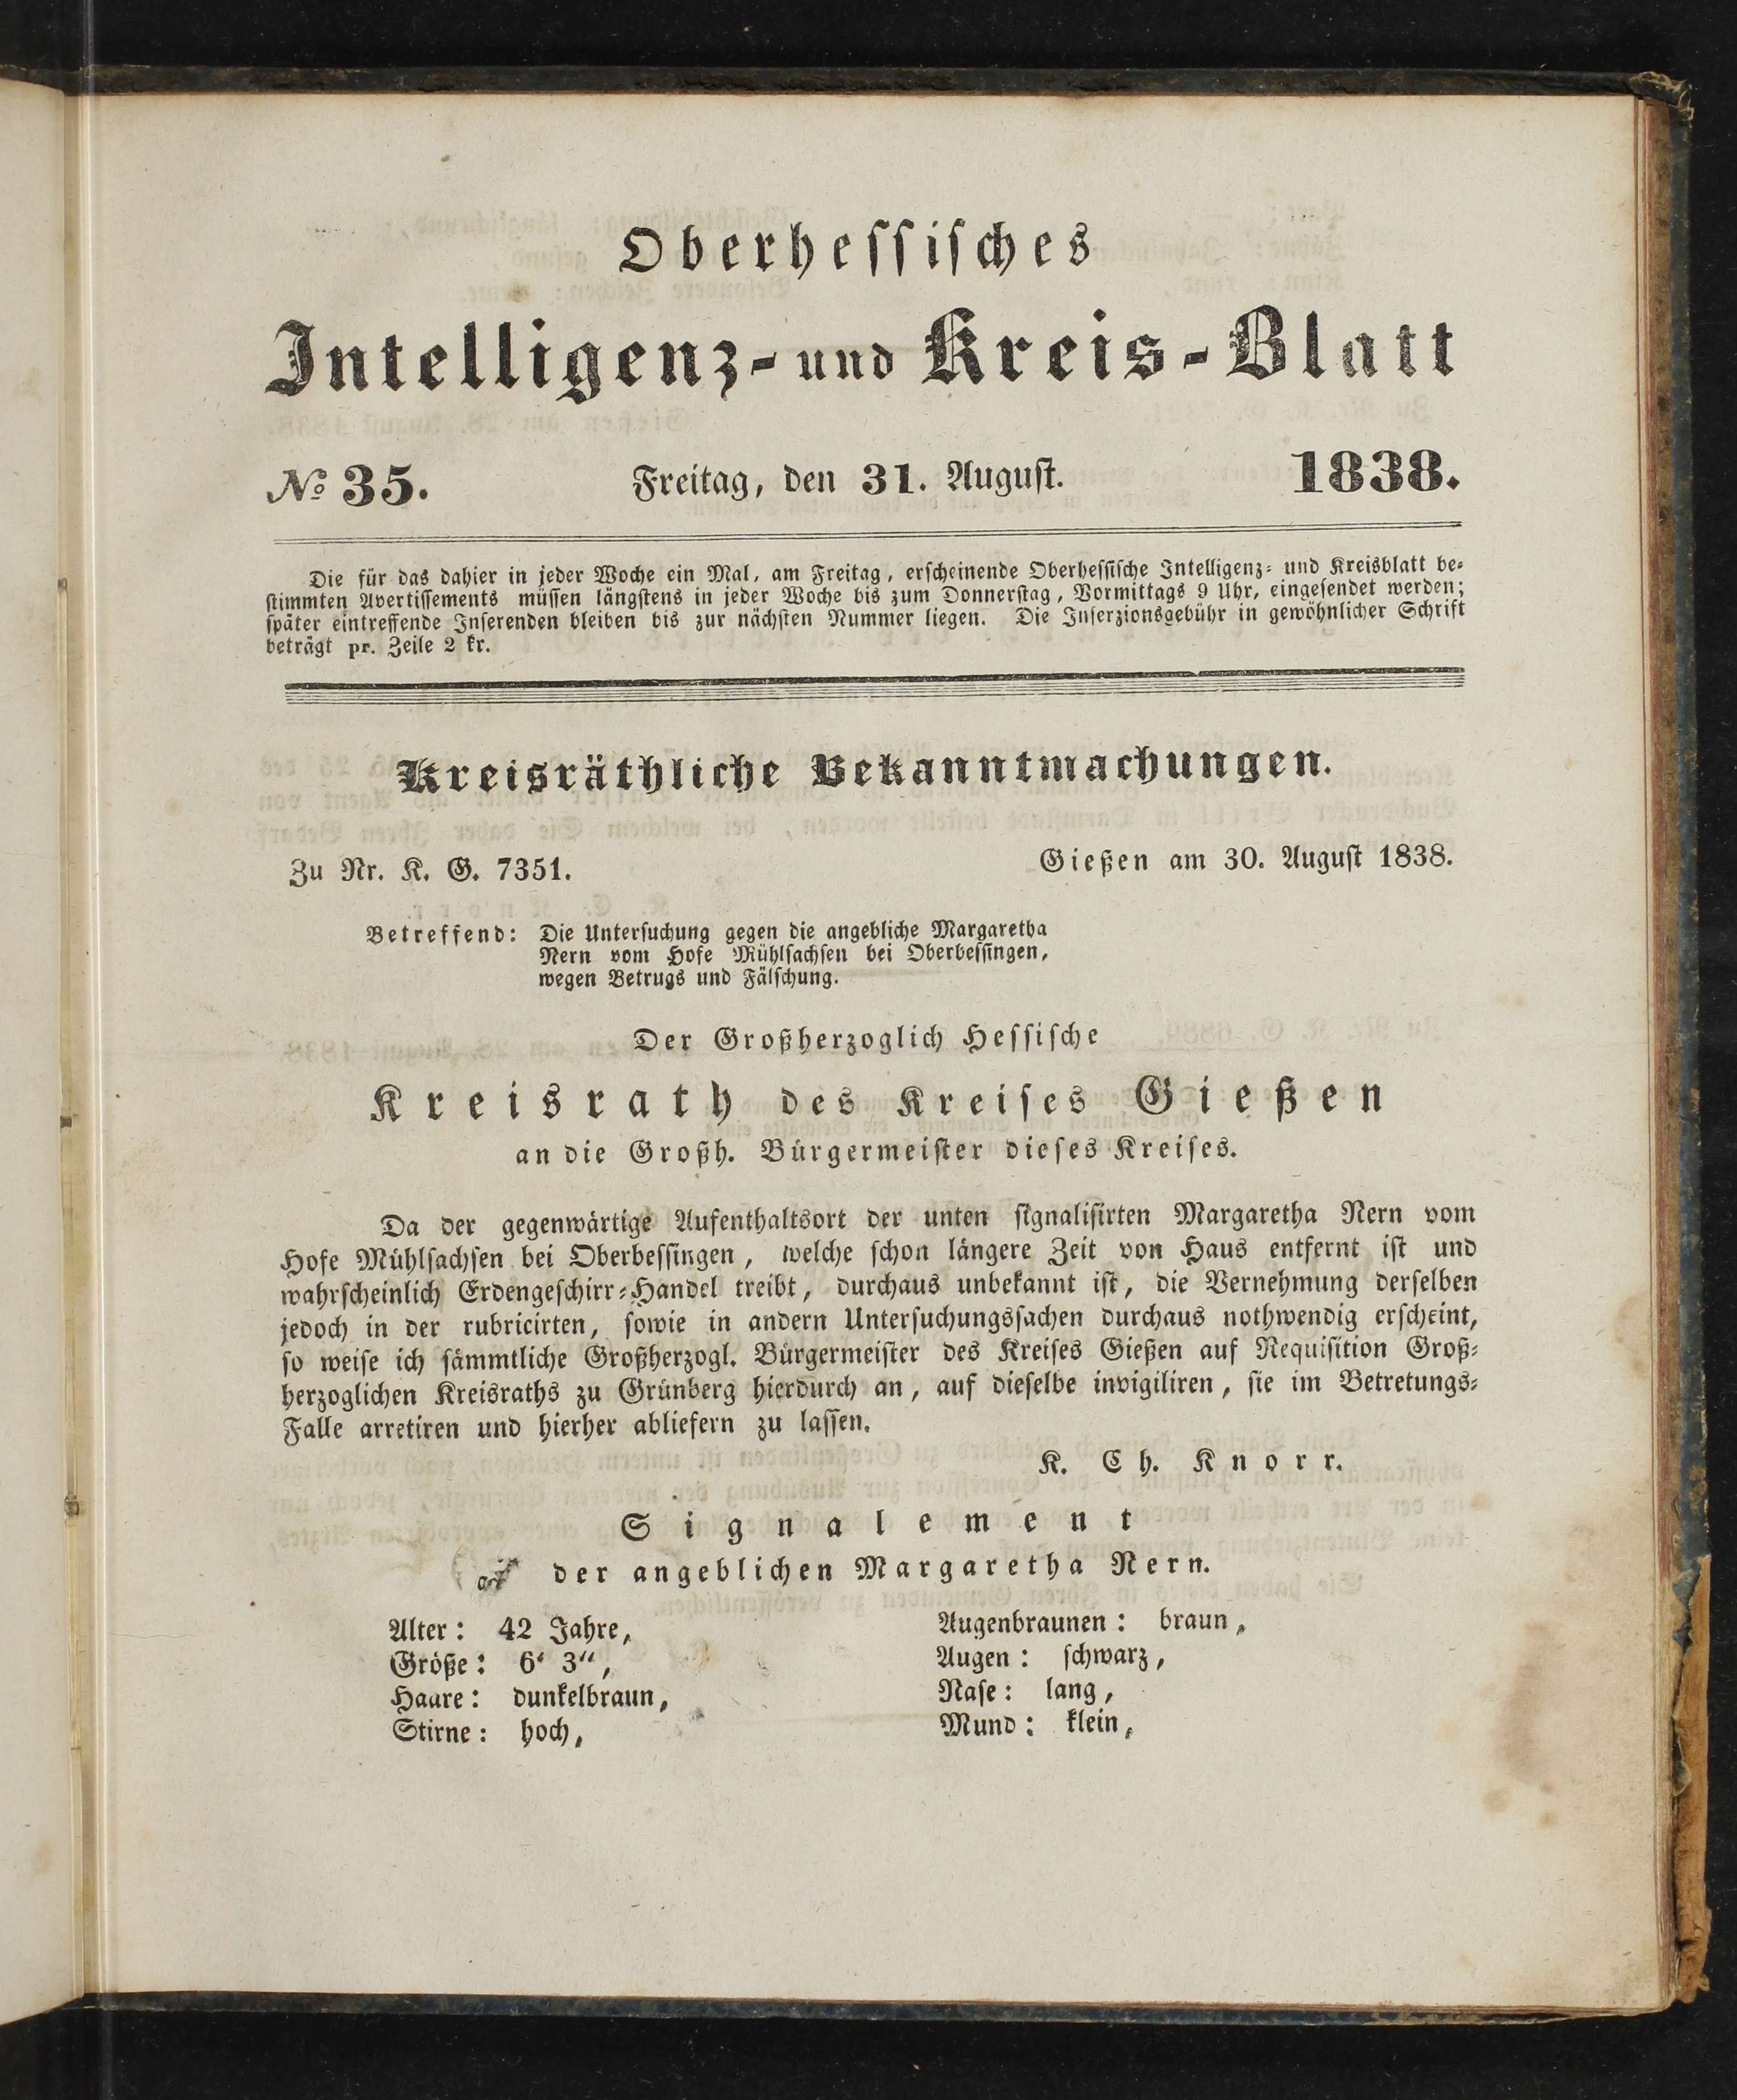 Oberhessisches
Intelligenz- und Kreis-Blatt
№ 35. Freitag, den 31. August. 1838.
Die für das dahier in jeder Woche ein Mal, am Freitag, erscheinende Oberhessische Intelligenz- und Kreisblatt be-
stimmten Avertissements müssen längstens in jeder Woche bis zum Donnerstag, Vormittags 9 Uhr, eingesendet werden;
später eintreffende Inserenden bleiben bis zur nächsten Nummer liegen. Die Inserzionsgebühr in gewöhnlicher Schrift
beträgt pr. Zeile 2 kr.
Kreisräthliche Bekanntmachungen.
Zu Nr. K. G. 7351. Gießen am 30. August 1838.
Betreffend: Die Untersuchung gegen die angebliche Margaretha
Nern vom Hofe Mühlsachsen bei Oberbessingen,
wegen Betrugs und Fälschung.
Der Großherzoglich Hessische
Kreisrath des Kreises Gießen
an die Großh. Bürgermeister dieses Kreises.
Da der gegenwärtige Aufenthaltsort der unten signalisirten Margaretha Nern vom
Hofe Mühlsachsen bei Oberbessingen, welche schon längere Zeit von Haus entfernt ist und
wahrscheinlich Erdengeschirr-Handel treibt, durchaus unbekannt ist, die Vernehmung derselben
jedoch in der rubricirten, sowie in andern Untersuchungssachen durchaus nothwendig erscheint,
so weise ich sämmtliche Großherzogl. Bürgermeister des Kreises Gießen auf Requisition Groß-
herzoglichen Kreisraths zu Grünberg hierdurch an, auf dieselbe invigiliren, sie im Betretungs-
Falle arretiren und hierher abliefern zu lassen.
K. Ch. Knorr.
Signalement
der angeblichen Margaretha Nern.
Alter: 42 Jahre,
Größe: 6' 3",
Haare: dunkelbraun,
Stirne: hoch,
Augenbraunen: braun,
Augen: schwarz,
Nase: lang,
Mund: klein,